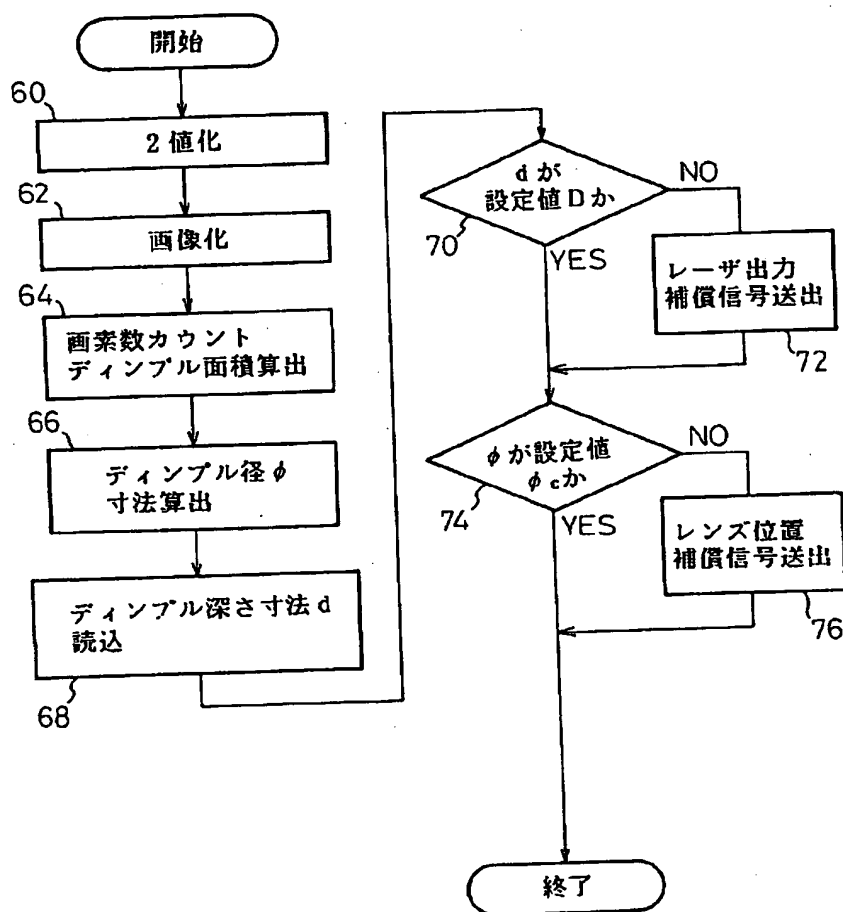 開始
60
2値化
62
画像化
64
画素数カウント
ディンプル面積算出
66
ディンプル径φ
寸法算出
ディンプル深さ寸法d
読込
68
dが
設定値Dか
70
NO
YES
レーザ出力
補償信号送出
72
φが設定値
φcか
74
NO
YES
レンズ位置
補償信号送出
76
終了